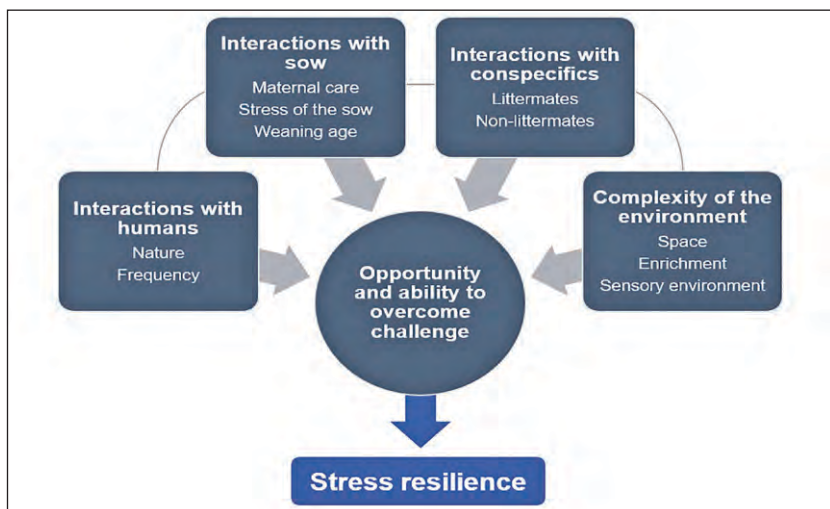 Interactions with
sow
Maternal care
Stress of the sow
Weaning age
Interactions with
conspecifics
Littermates
Non-littermates
Interactions with
humans
Nature
Frequency
Complexity of the
environment
Space
Enrichment
Sensory environment
Opportunity
and ability to
overcome
challenge
Stress resilience